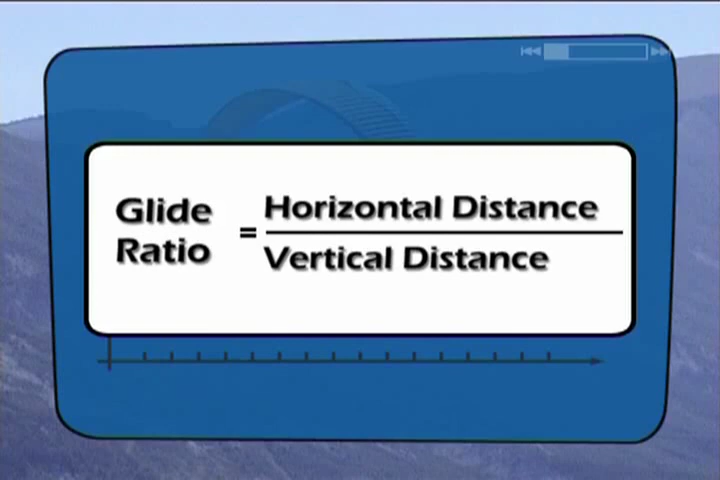 Glide
Ratio
=
Horizontal Distance
Vertical Distance